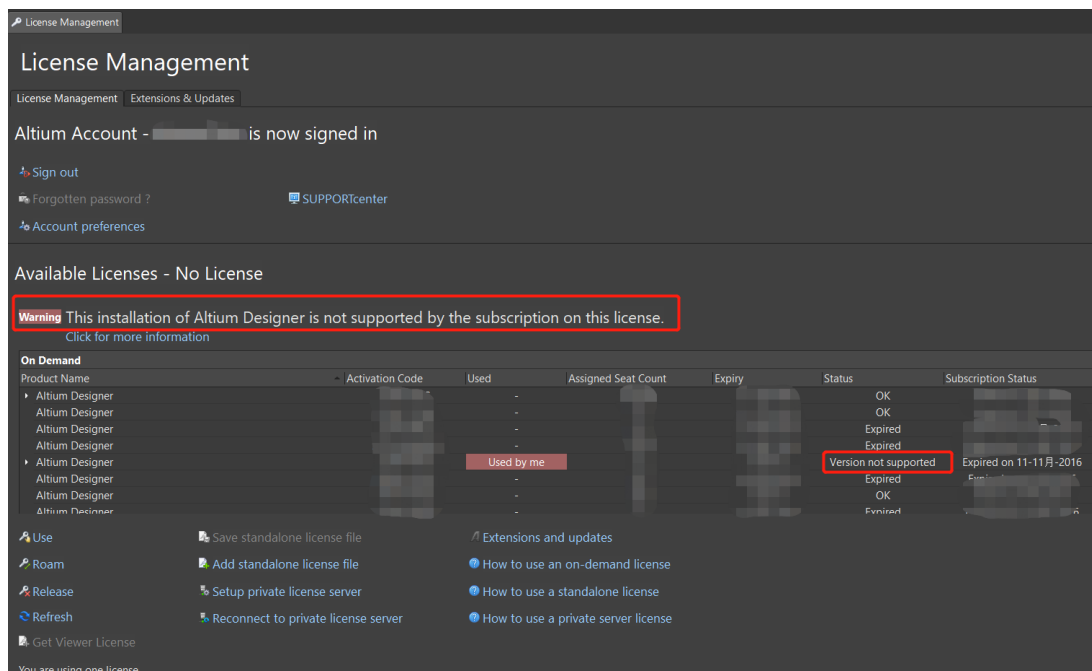 License Management
License Management
License Management Extensions & Updates
Altium Account - is now signed in
Sign out
Forgotten password ? SUPPORTcenter
Account preferences
Available Licenses - No License
Warning This installation of Altium Designer is not supported by the subscription on this license.
Click for more information
On Demand
Product Name Activation Code Used Assigned Seat Count Expiry Status Subscription Status
Altium Designer - OK
Altium Designer - OK
Altium Designer - Expired
Altium Designer - Expired
Altium Designer Used by me Version not supported Expired on 11-11月-2016
Altium Designer - Expired
Altium Designer - OK
Altium Designer - Expired
Use Save standalone license file Extensions and updates
Roam Add standalone license file How to use an on-demand license
Release Setup private license server How to use a standalone license
Refresh Reconnect to private license server How to use a private server license
Get Viewer License
You are using one license